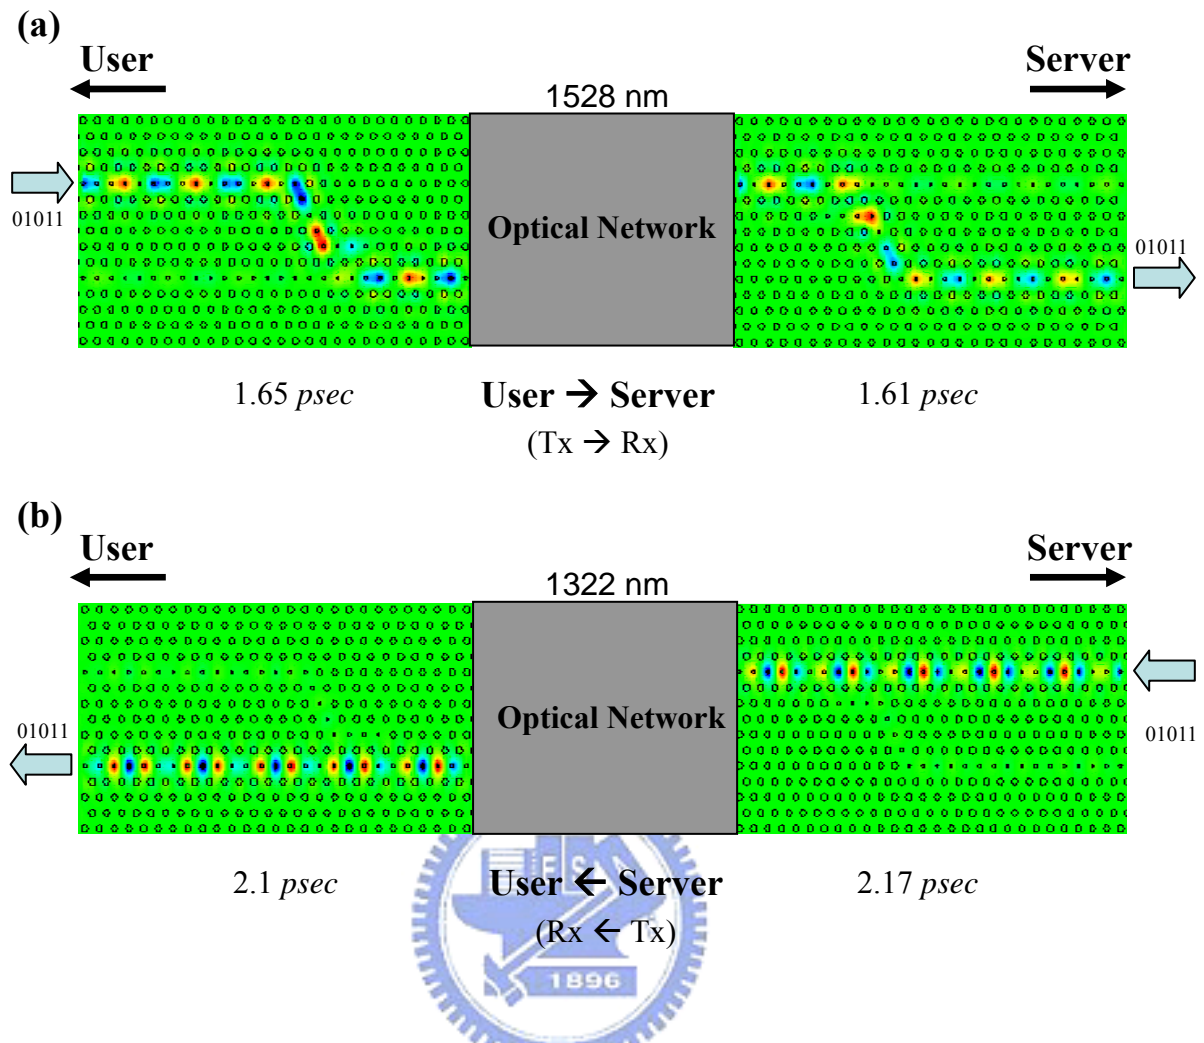 (a)
User
Server
1528 nm
01011
Optical Network
01011
1.65 psec
User → Server
1.61 psec
(Tx → Rx)
(b)
User
Server
1322 nm
01011
Optical Network
01011
2.1 psec
User ← Server
2.17 psec
(Rx ← Tx)
E S
1896